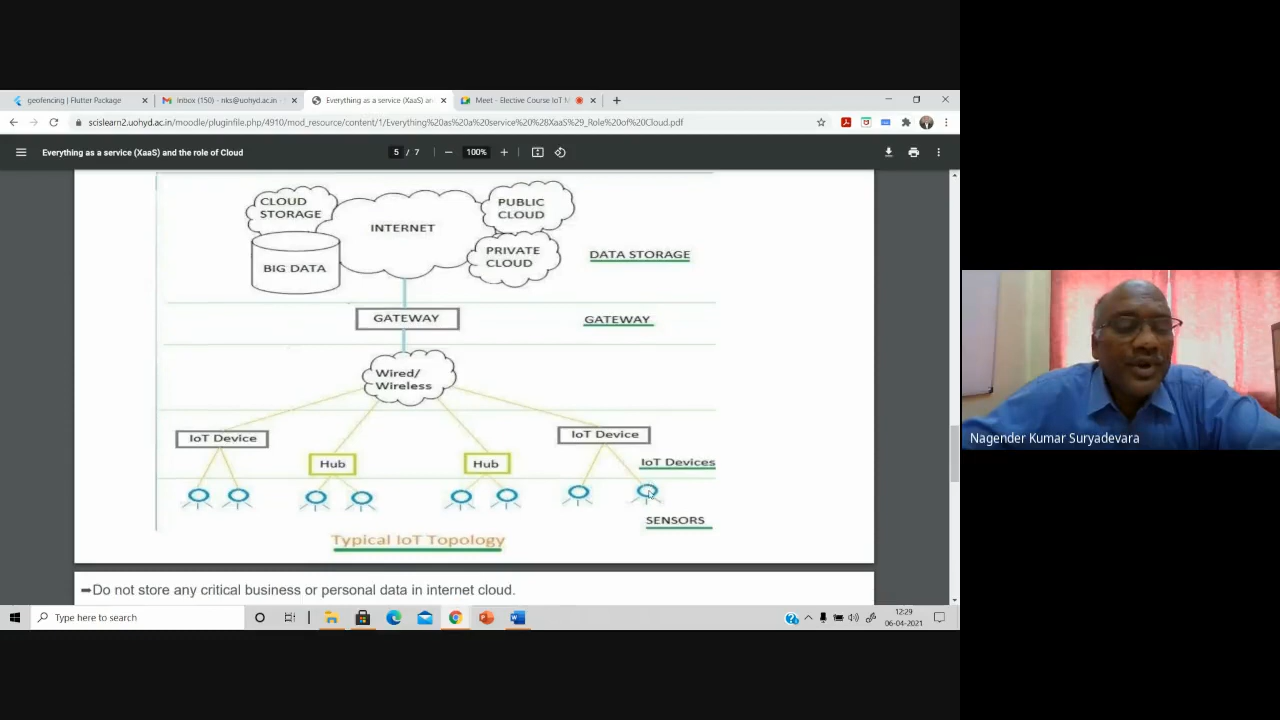 geofencing | Flutter Package
Inbox (150) - nks@uohyd.ac.in -
Everything as a service (XaaS) an
Meet - Elective Course IoT M
scislearn2.uohyd.ac.in/moodle/pluginfile.php/4910/mod_resource/content/1/Everything%20as%20a%20service%20%28XaaS%29_Role%20of%20Cloud.pdf
Everything as a service (XaaS) and the role of Cloud
5 / 7
100%
CLOUD
STORAGE
INTERNET
PUBLIC
CLOUD
BIG DATA
PRIVATE
CLOUD
DATA STORAGE
GATEWAY
GATEWAY
Wired/
Wireless
IoT Device
IoT Device
Hub
Hub
IoT Devices
SENSORS
Typical IoT Topology
➡Do not store any critical business or personal data in internet cloud.
Type here to search
12:29
06-04-2021
Nagender Kumar Suryadevara